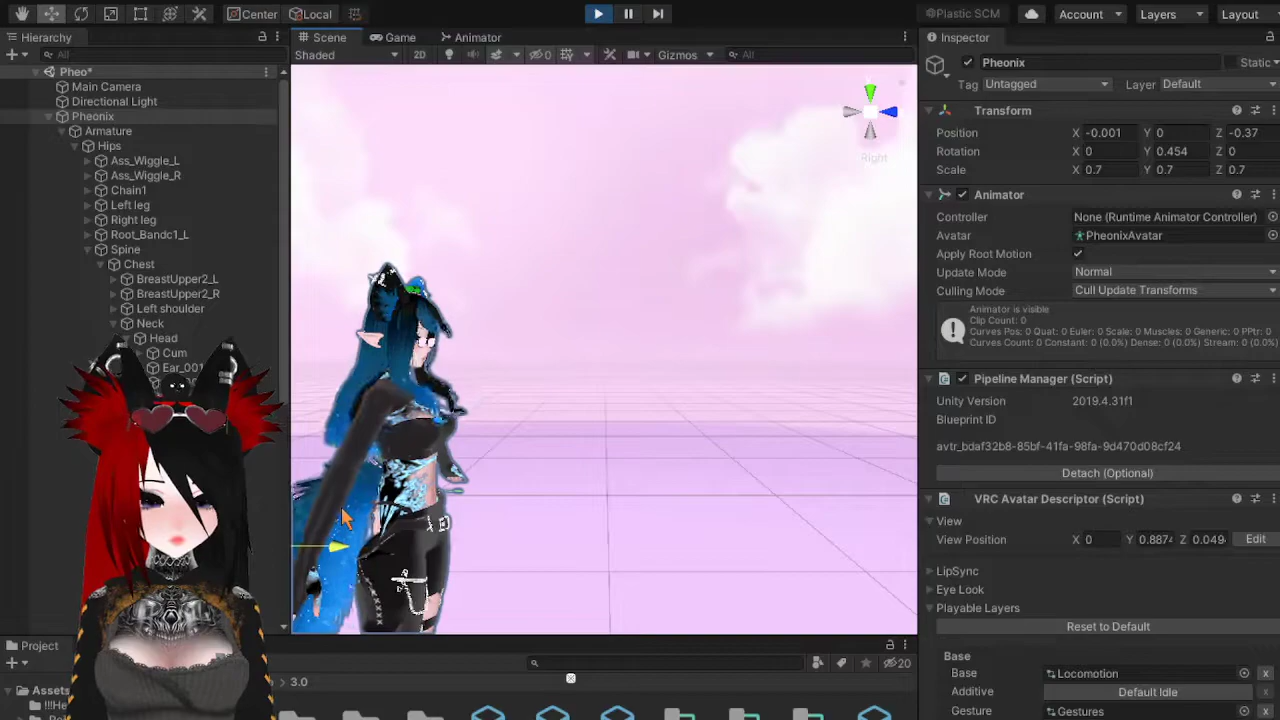 Center Local Plastic SCM Account Layers Layout
Hierarchy Scene Game Animator Inspector
All Shaded 2D 0 Gizmos All Pheonix Static
Pheo* Tag Untagged Layer Default
Main Camera
Directional Light
Pheonix
Armature
Hips
Ass_Wiggle_L
Ass_Wiggle_R
Chain1
Left leg
Right leg
Root_Bandc1_L
Spine
Chest
BreastUpper2_L
BreastUpper2_R
Left shoulder
Neck
Head
Cum
Ear_001
Right
Transform
Position X -0.001 Y 0 Z -0.37
Rotation X 0 Y 0.454 Z 0
Scale X 0.7 Y 0.7 Z 0.7
Animator
Controller None (Runtime Animator Controller)
Avatar PheonixAvatar
Apply Root Motion
Update Mode Normal
Culling Mode Cull Update Transforms
Animator is visible
Clip Count: 0
Curves Pos: 0 Quat: 0 Euler: 0 Scale: 0 Muscles: 0 Generic: 0 PPtr: 0
Curves Count: 0 Constant: 0 (0.0%) Dense: 0 (0.0%) Stream: 0 (0.0%)
Pipeline Manager (Script)
Unity Version 2019.4.31f1
Blueprint ID
avtr_bdaf32b8-85bf-41fa-98fa-9d470d08cf24
Detach (Optional)
VRC Avatar Descriptor (Script)
View
View Position X 0 Y 0.8874 Z 0.049 Edit
LipSync
Eye Look
Playable Layers
Reset to Default
Base
Base Locomotion x
Additive Default Idle x
Gesture Gestures x
Project
20
3.0
Assets